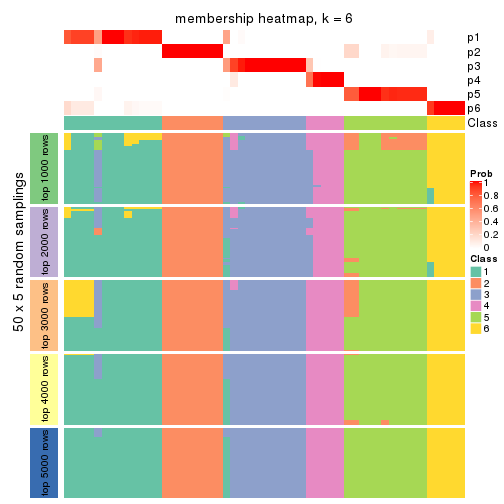 membership heatmap, k = 6
p1
p2
p3
p4
p5
p6
Class
50 x 5 random samplings
top 1000 rows
top 2000 rows
top 3000 rows
top 4000 rows
top 5000 rows
Prob
1
0.8
0.6
0.4
0.2
0
Class
1
2
3
4
5
6